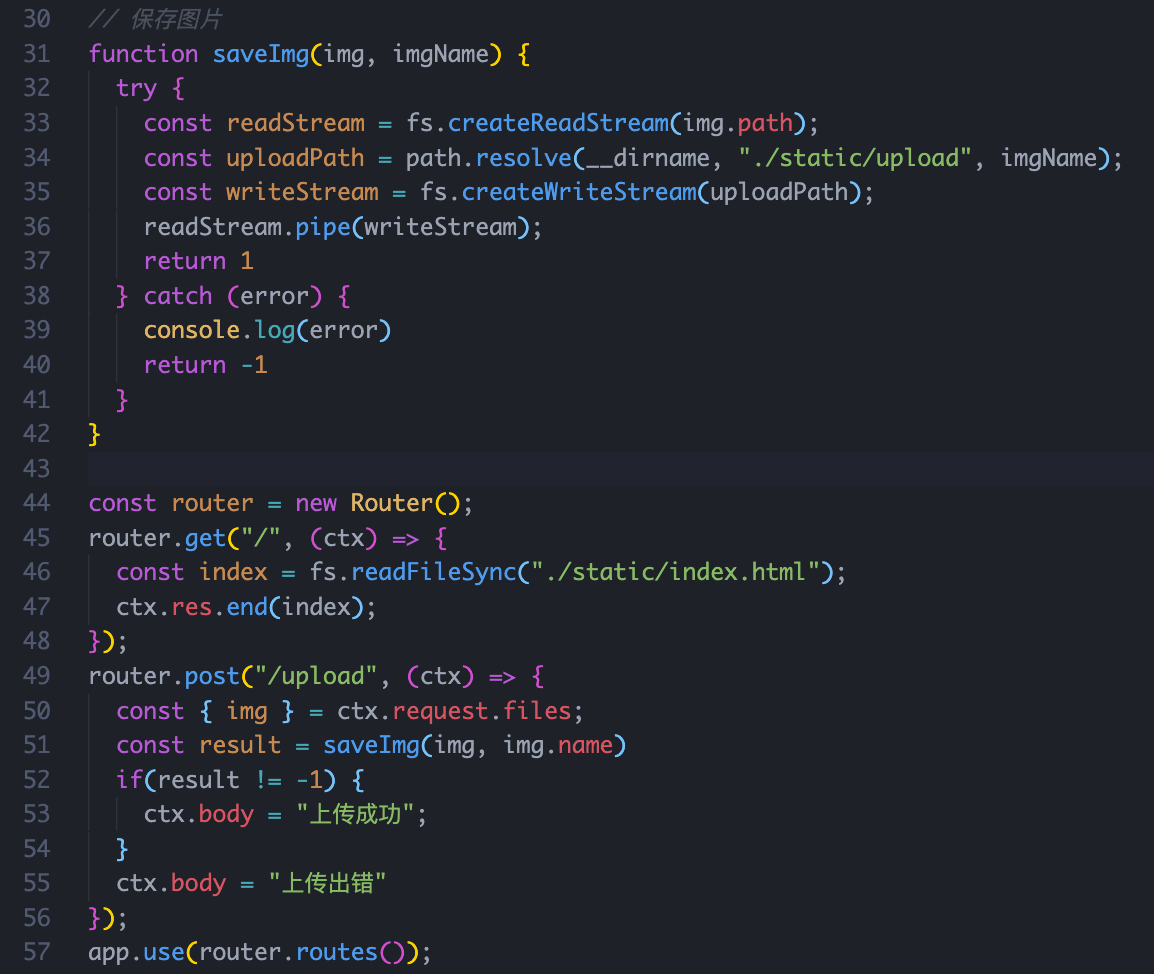 30 // 保存图片
31 function saveImg(img, imgName) {
32   try {
33     const readStream = fs.createReadStream(img.path);
34     const uploadPath = path.resolve(__dirname, "./static/upload", imgName);
35     const writeStream = fs.createWriteStream(uploadPath);
36     readStream.pipe(writeStream);
37     return 1
38   } catch (error) {
39     console.log(error)
40     return -1
41   }
42 }
43
44 const router = new Router();
45 router.get("/", (ctx) => {
46   const index = fs.readFileSync("./static/index.html");
47   ctx.res.end(index);
48 });
49 router.post("/upload", (ctx) => {
50   const { img } = ctx.request.files;
51   const result = saveImg(img, img.name)
52   if(result != -1) {
53     ctx.body = "上传成功";
54   }
55   ctx.body = "上传出错"
56 });
57 app.use(router.routes());